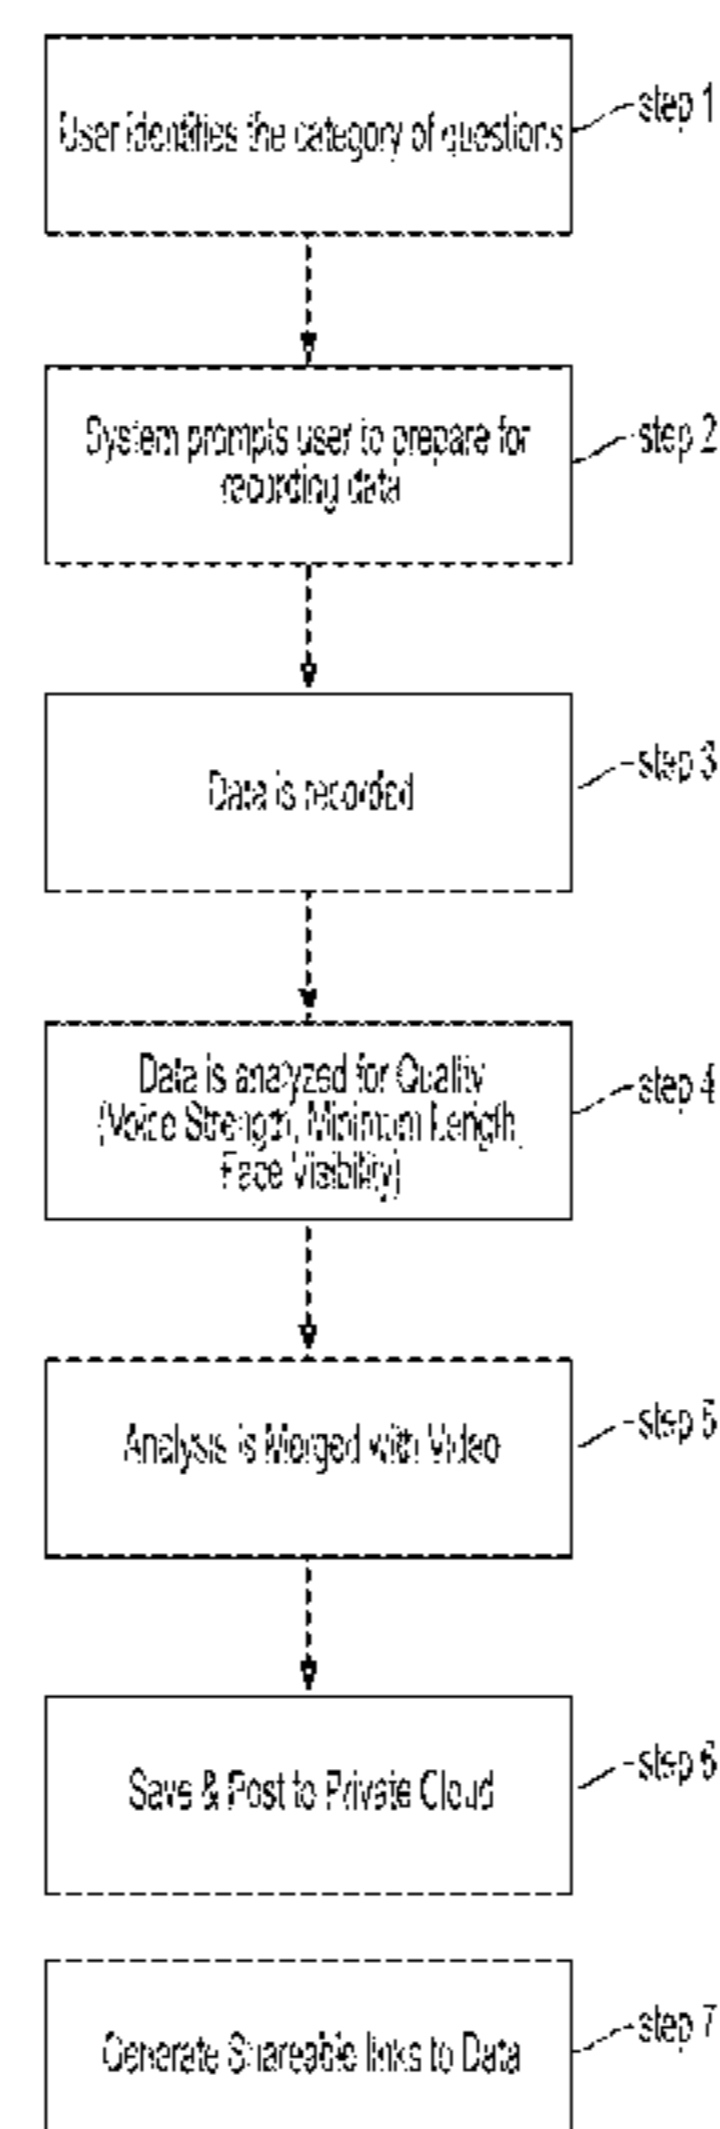 User identifies the category of questions
step 1
System prompts user to prepare for
recording data
step 2
Data is recorded
step 3
Data is analyzed for Quality
(Voice Strength, Minimum Length,
Face Visibility)
step 4
Analysis is Merged with Video
step 5
Save & Post to Private Cloud
step 6
Generate Shareable links to Data
step 7